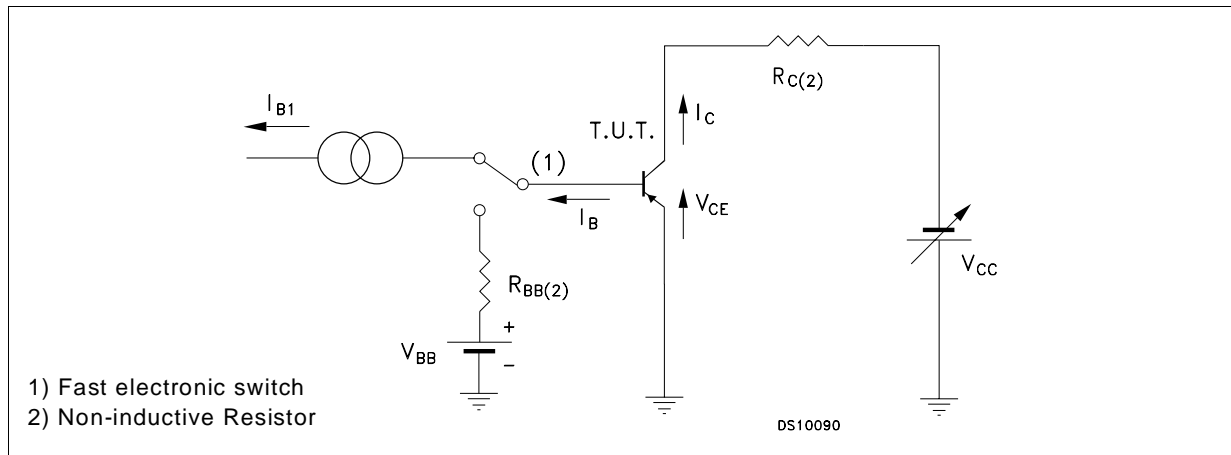 R_C(2)
I_B1
I_C
T.U.T.
(1)
V_CE
I_B
V_CC
R_BB(2)
+
V_BB
−
1) Fast electronic switch
2) Non-inductive Resistor
DS10090